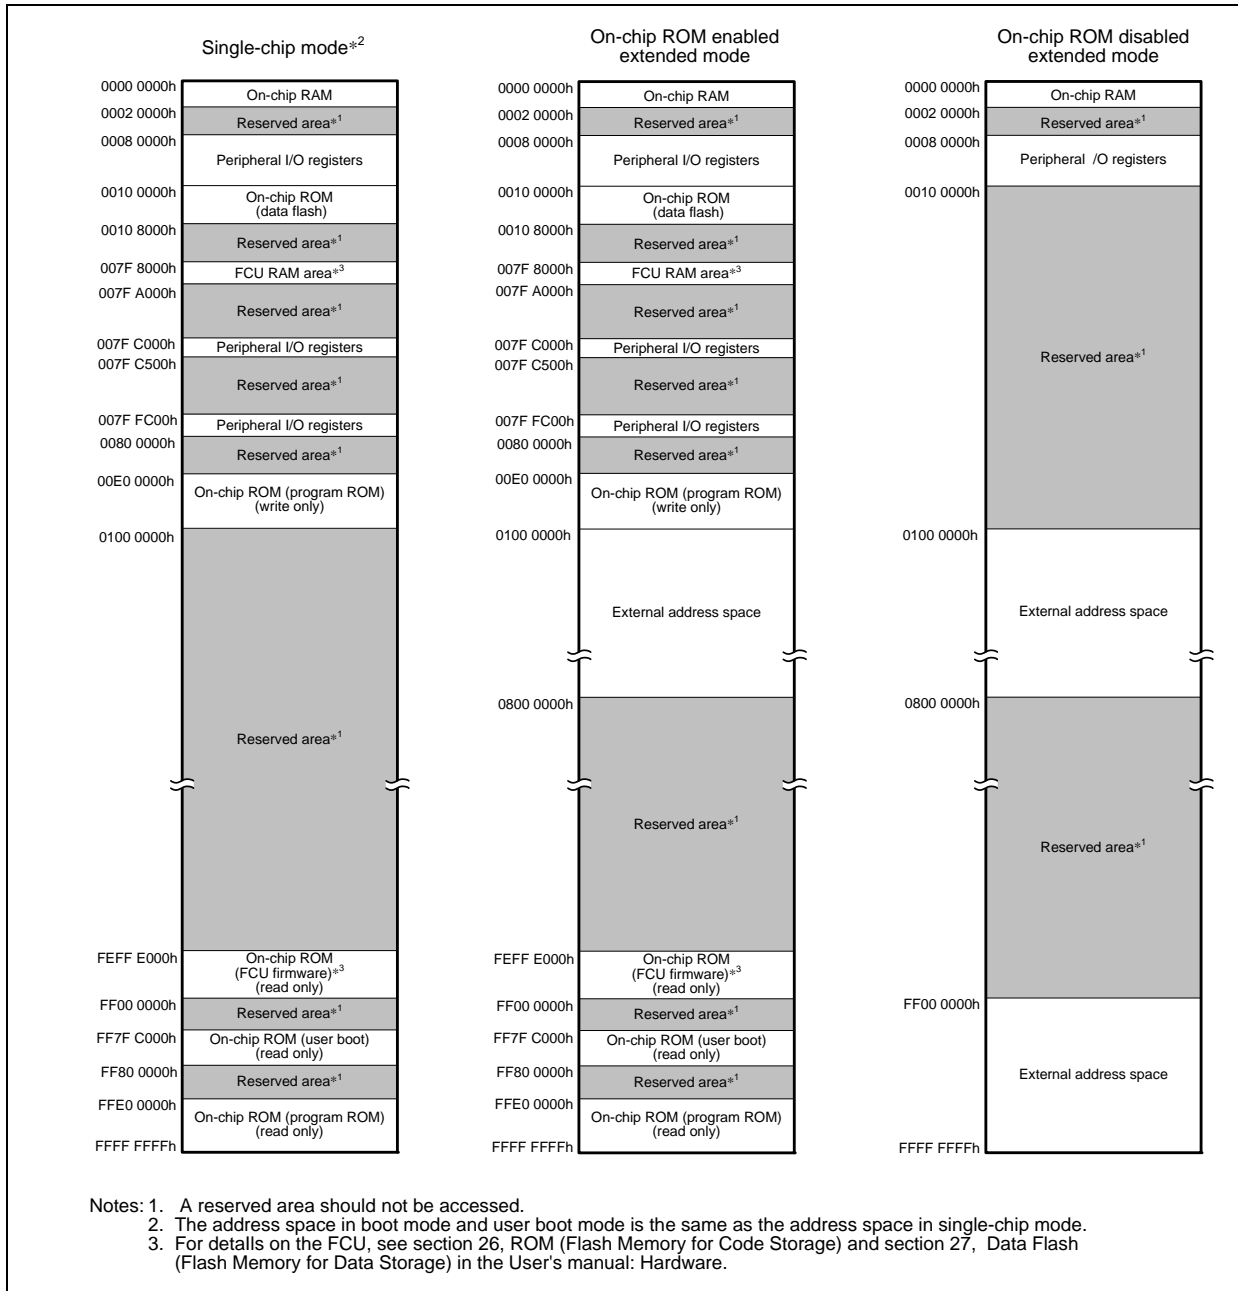 Single-chip mode*2
0000 0000h
On-chip RAM
0002 0000h
Reserved area*1
0008 0000h
Peripheral I/O registers
0010 0000h
On-chip ROM
(data flash)
0010 8000h
Reserved area*1
007F 8000h
FCU RAM area*3
007F A000h
Reserved area*1
007F C000h
Peripheral I/O registers
007F C500h
Reserved area*1
007F FC00h
Peripheral I/O registers
0080 0000h
Reserved area*1
00E0 0000h
On-chip ROM (program ROM)
(write only)
0100 0000h
Reserved area*1
FEFF E000h
On-chip ROM
(FCU firmware)*3
(read only)
FF00 0000h
Reserved area*1
FF7F C000h
On-chip ROM (user boot)
(read only)
FF80 0000h
Reserved area*1
FFE0 0000h
On-chip ROM (program ROM)
(read only)
FFFF FFFFh
On-chip ROM enabled
extended mode
0000 0000h
On-chip RAM
0002 0000h
Reserved area*1
0008 0000h
Peripheral I/O registers
0010 0000h
On-chip ROM
(data flash)
0010 8000h
Reserved area*1
007F 8000h
FCU RAM area*3
007F A000h
Reserved area*1
007F C000h
Peripheral I/O registers
007F C500h
Reserved area*1
007F FC00h
Peripheral I/O registers
0080 0000h
Reserved area*1
00E0 0000h
On-chip ROM (program ROM)
(write only)
0100 0000h
External address space
0800 0000h
Reserved area*1
FEFF E000h
On-chip ROM
(FCU firmware)*3
(read only)
FF00 0000h
Reserved area*1
FF7F C000h
On-chip ROM (user boot)
(read only)
FF80 0000h
Reserved area*1
FFE0 0000h
On-chip ROM (program ROM)
(read only)
FFFF FFFFh
On-chip ROM disabled
extended mode
0000 0000h
On-chip RAM
0002 0000h
Reserved area*1
0008 0000h
Peripheral /O registers
0010 0000h
Reserved area*1
0100 0000h
External address space
0800 0000h
Reserved area*1
FF00 0000h
External address space
FFFF FFFFh
Notes: 1. A reserved area should not be accessed.
2. The address space in boot mode and user boot mode is the same as the address space in single-chip mode.
3. For detaIls on the FCU, see section 26, ROM (Flash Memory for Code Storage) and section 27, Data Flash
(Flash Memory for Data Storage) in the User's manual: Hardware.